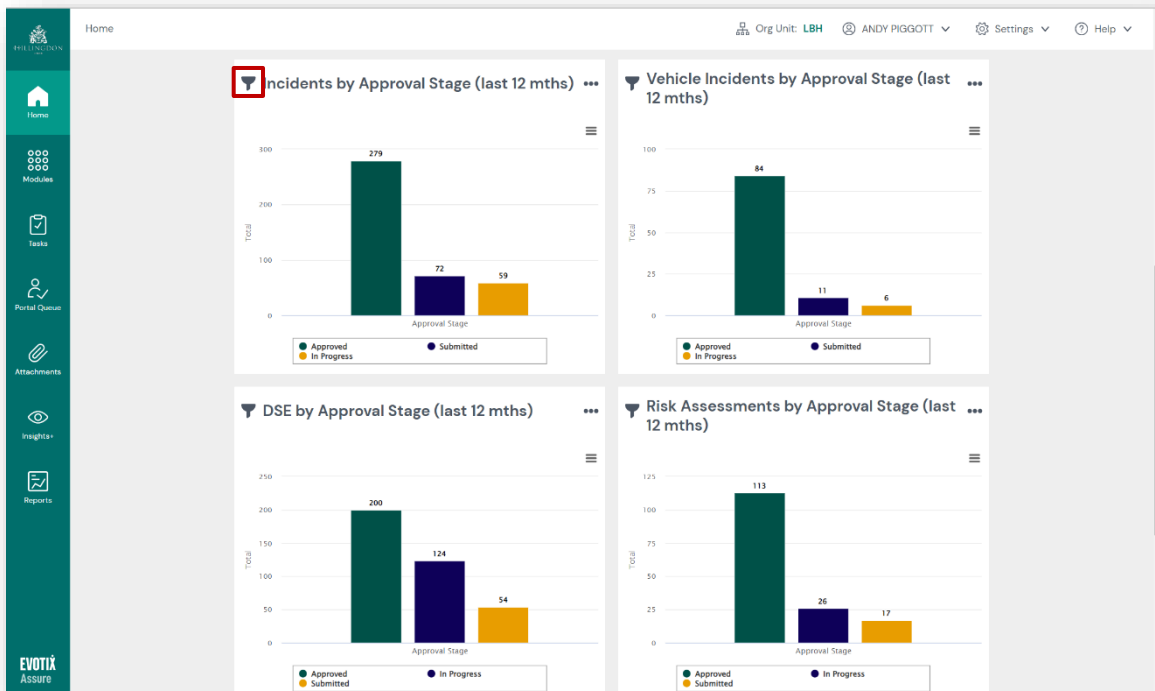 HILLINGDON
Home
Org Unit: LBH
ANDY PIGGOTT
Settings
Help
Home
Modules
Tasks
Portal Queue
Attachments
Insights+
Reports
EVOTIX
Assure
Incidents by Approval Stage (last 12 mths)
300
200
100
0
Total
279
72
59
Approval Stage
Approved
Submitted
In Progress
Vehicle Incidents by Approval Stage (last
12 mths)
100
75
50
25
0
Total
84
11
6
Approval Stage
Approved
Submitted
In Progress
DSE by Approval Stage (last 12 mths)
250
200
150
100
50
0
Total
200
124
54
Approval Stage
Approved
In Progress
Submitted
Risk Assessments by Approval Stage (last
12 mths)
125
100
75
50
25
0
Total
113
26
17
Approval Stage
Approved
In Progress
Submitted